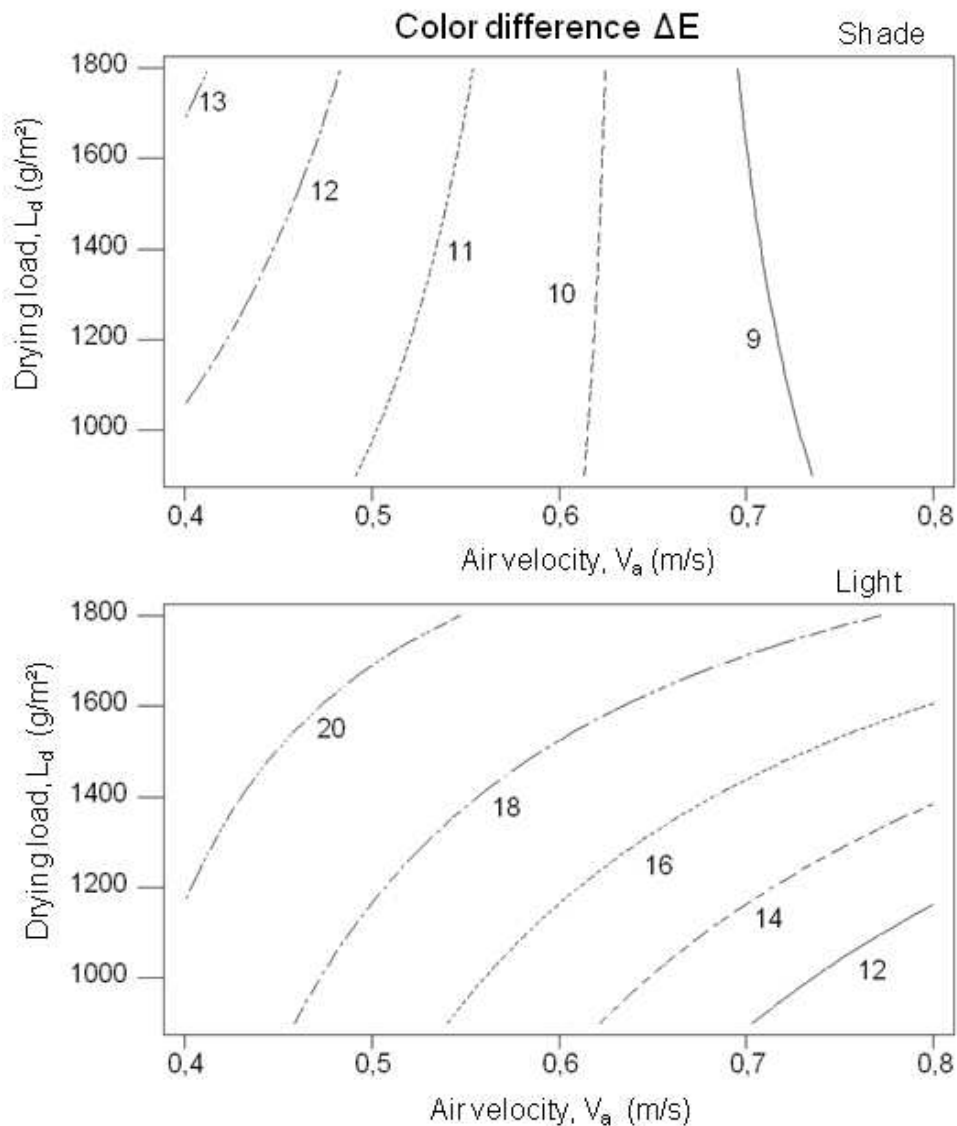 Color difference ΔE
Shade
1800
13
1600
12
1400
11
10
1200
9
1000
Drying load, L_d (g/m²)
0,4 0,5 0,6 0,7 0,8
Air velocity, V_a (m/s)
Light
1800
1600
20
1400
18
16
1200
14
12
1000
Drying load, L_d (g/m²)
0,4 0,5 0,6 0,7 0,8
Air velocity, V_a (m/s)